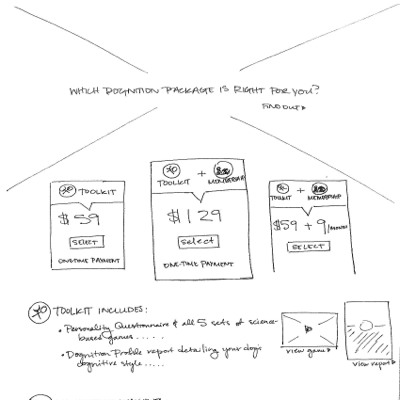 WHICH DOGNITION PACKAGE IS RIGHT FOR YOU?
FIND OUT
TOOLKIT
$59
SELECT
ONE-TIME PAYMENT
+
TOOLKIT MEMBERSHIP
$129
select
ONE-TIME PAYMENT
+
TOOLKIT MEMBERSHIP
$59 + 9/month
SELECT
TOOLKIT INCLUDES:
• Personality Questionnaire & all 5 sets of science-
based games......
• Dognition Profile report detailing your dog's
cognitive style.....
view game
view report